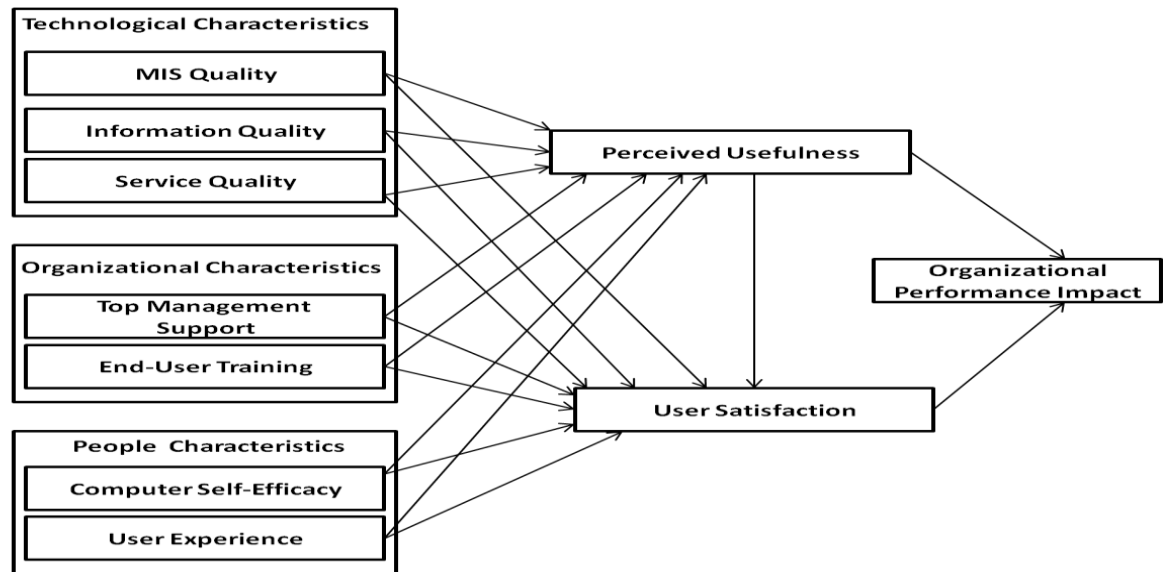 Technological Characteristics
MIS Quality
Information Quality
Service Quality
Organizational Characteristics
Top Management
Support
End-User Training
People Characteristics
Computer Self-Efficacy
User Experience
Perceived Usefulness
User Satisfaction
Organizational
Performance Impact